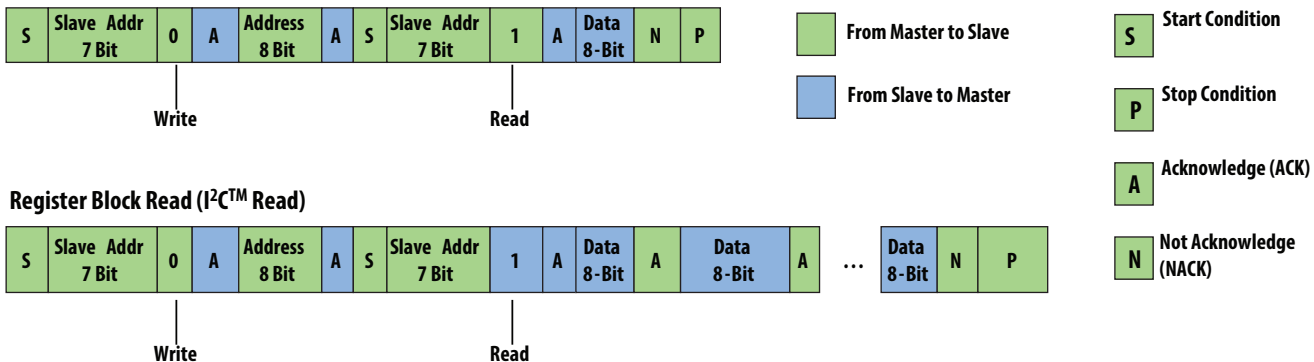 S Slave Addr 7 Bit 0 A Address 8 Bit A S Slave Addr 7 Bit 1 A Data 8-Bit N P
Write Read
From Master to Slave
From Slave to Master
S Start Condition
P Stop Condition
A Acknowledge (ACK)
N Not Acknowledge
(NACK)
Register Block Read (I²C™ Read)
S Slave Addr 7 Bit 0 A Address 8 Bit A S Slave Addr 7 Bit 1 A Data 8-Bit A Data 8-Bit A ... Data 8-Bit N P
Write Read